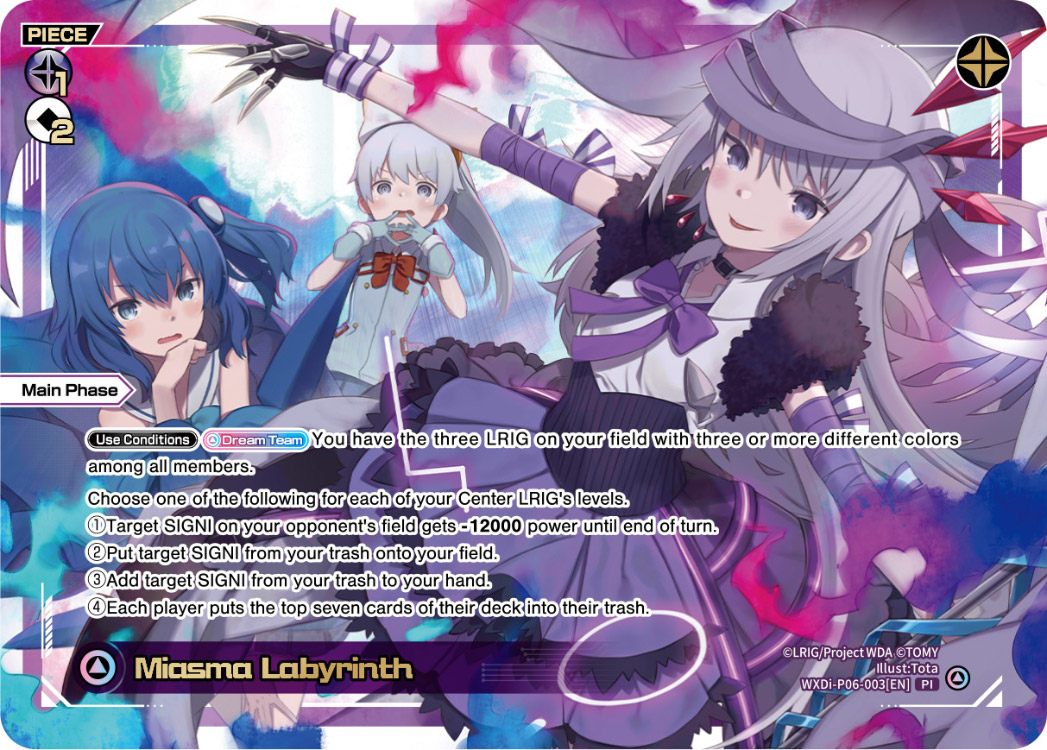 PIECE
1
2
Main Phase
Use Conditions Dream Team You have the three LRIG on your field with three or more different colors
among all members.
Choose one of the following for each of your Center LRIG's levels.
①Target SIGNI on your opponent's field gets -12000 power until end of turn.
②Put target SIGNI from your trash onto your field.
③Add target SIGNI from your trash to your hand.
④Each player puts the top seven cards of their deck into their trash.
Miasma Labyrinth
©LRIG/Project WDA ©TOMY
Illust:Tota
WXDi-P06-003[EN] PI